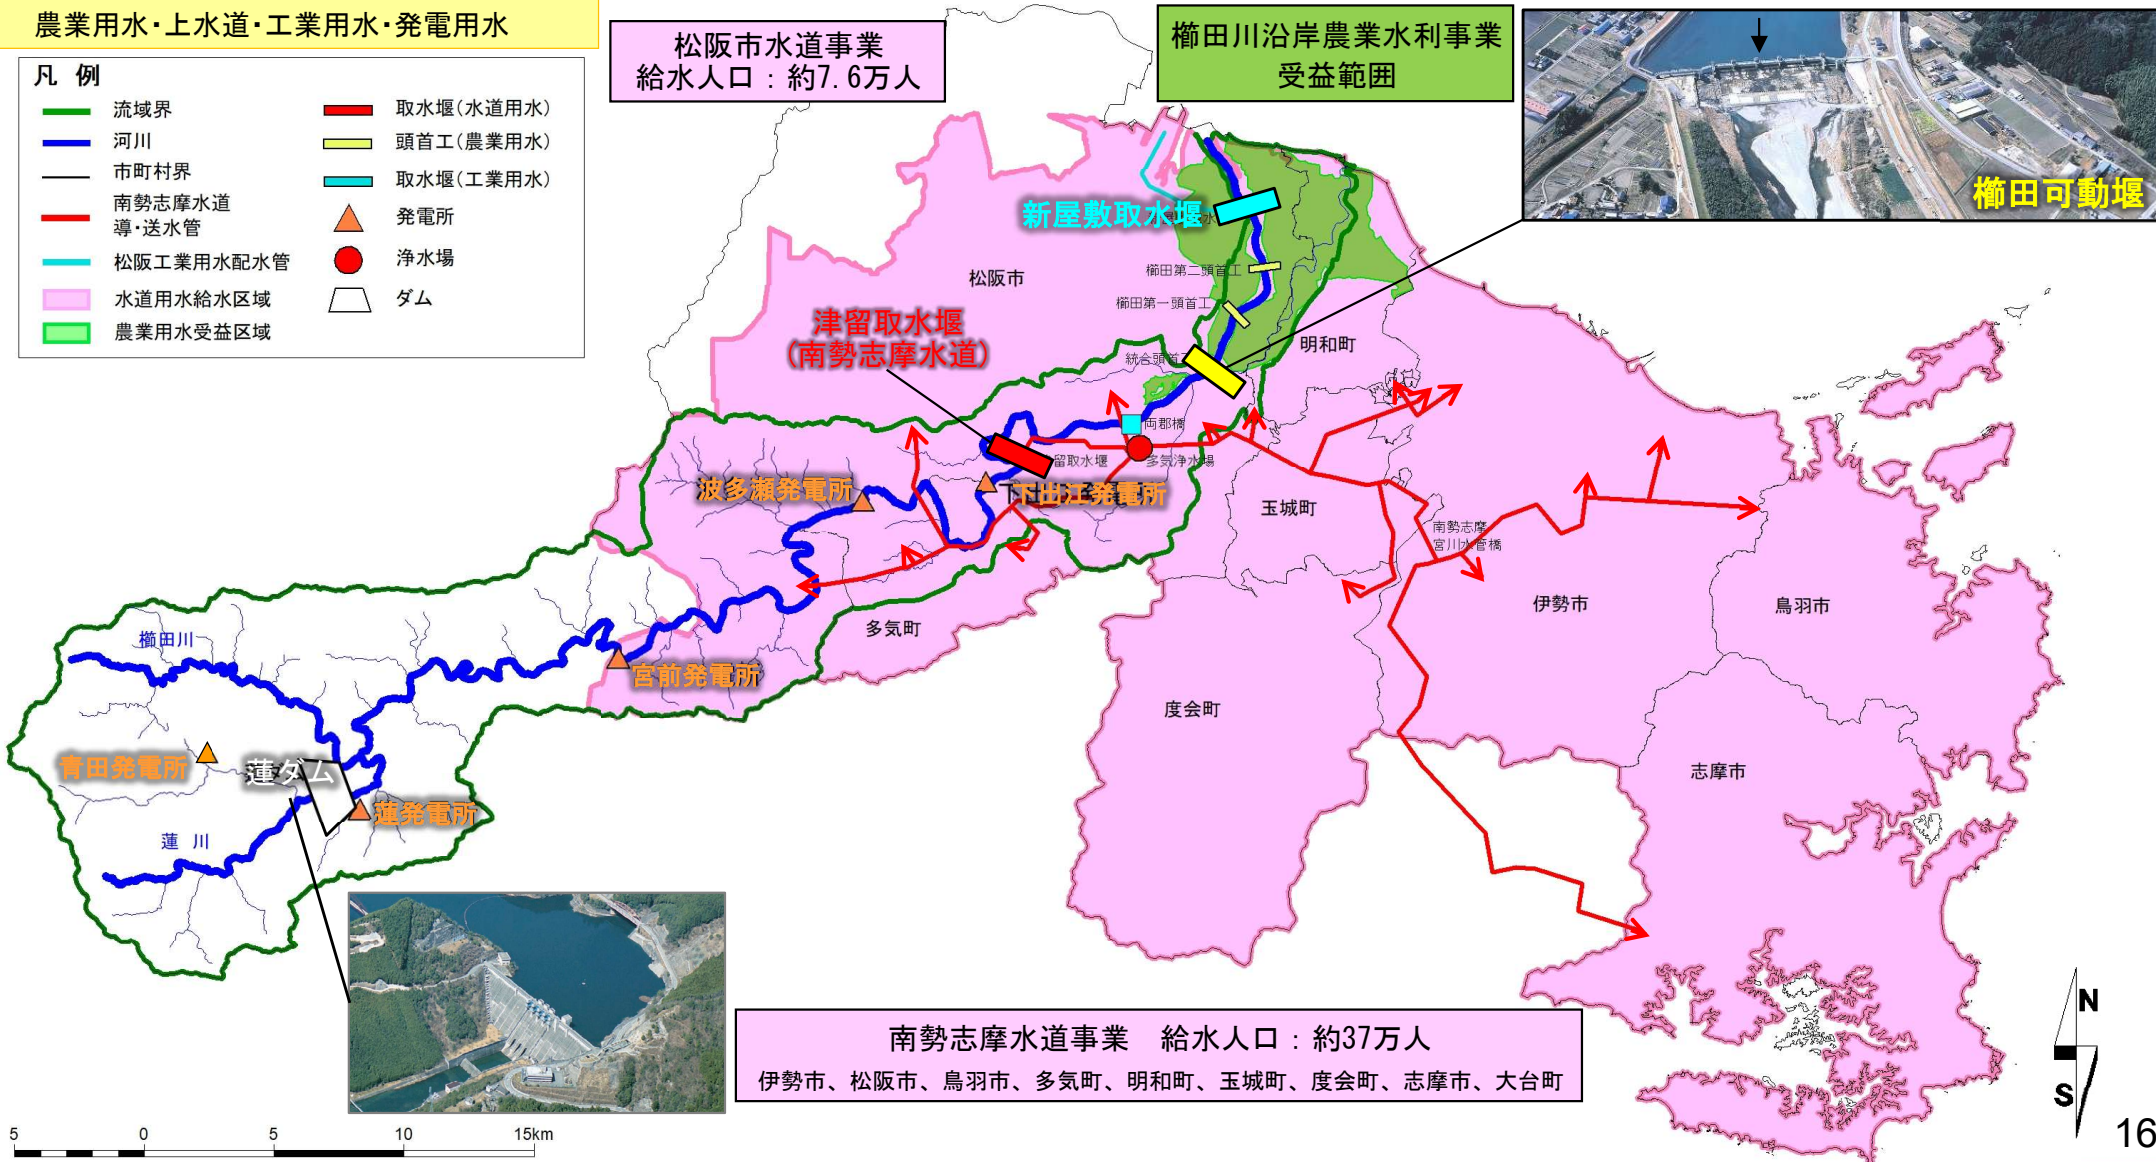 農業用水・上水道・工業用水・発電用水
凡 例
流域界
河川
市町村界
南勢志摩水道
導・送水管
松阪工業用水配水管
水道用水給水区域
農業用水受益区域
取水堰(水道用水)
頭首工(農業用水)
取水堰(工業用水)
発電所
浄水場
ダム
松阪市水道事業
給水人口：約7.6万人
櫛田川沿岸農業水利事業
受益範囲
櫛田可動堰
新屋敷取水堰
松阪市
櫛田第二頭首工
櫛田第一頭首工
津留取水堰
(南勢志摩水道)
明和町
統合頭首工
両郡橋
留取水堰
多気浄水場
波多瀬発電所
下出江発電所
玉城町
南勢志摩
宮川水管橋
伊勢市
鳥羽市
多気町
櫛田川
宮前発電所
度会町
志摩市
青田発電所
蓮ダム
蓮発電所
蓮 川
南勢志摩水道事業　給水人口：約37万人
伊勢市、松阪市、鳥羽市、多気町、明和町、玉城町、度会町、志摩市、大台町
N
S
5 0 5 10 15km
16